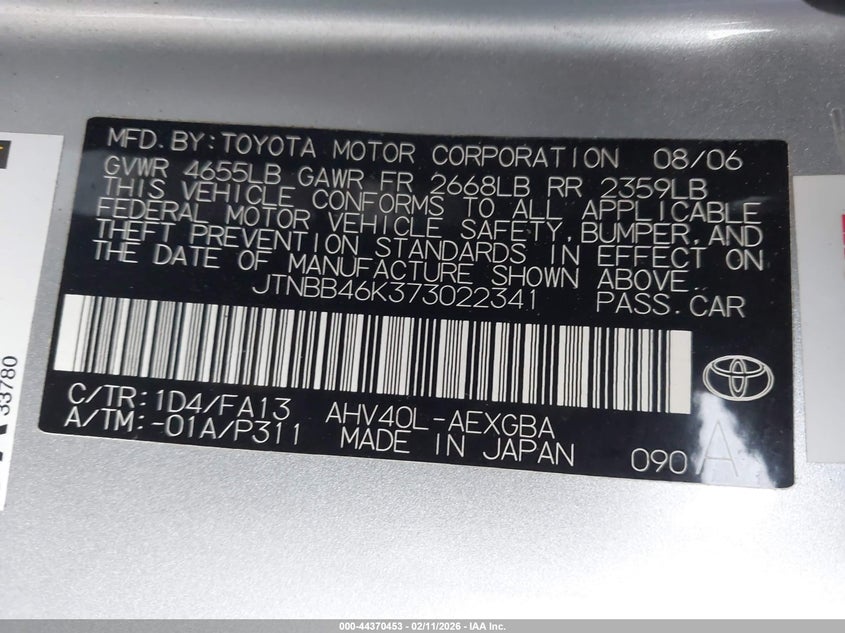 MFD. BY: TOYOTA MOTOR CORPORATION 08/06
GVWR 4655LB GAWR FR 2668LB RR 2359LB
THIS VEHICLE CONFORMS TO ALL APPLICABLE
FEDERAL MOTOR VEHICLE SAFETY, BUMPER, AND
THEFT PREVENTION STANDARDS IN EFFECT ON
THE DATE OF MANUFACTURE SHOWN ABOVE.
JTNBB46K373022341 PASS. CAR
C/TR: 1D4/FA13 AHV40L-AEXGBA
A/TM: -01A/P311 MADE IN JAPAN 090 A
33780
000-44370453 - 02/11/2026 - IAA Inc.